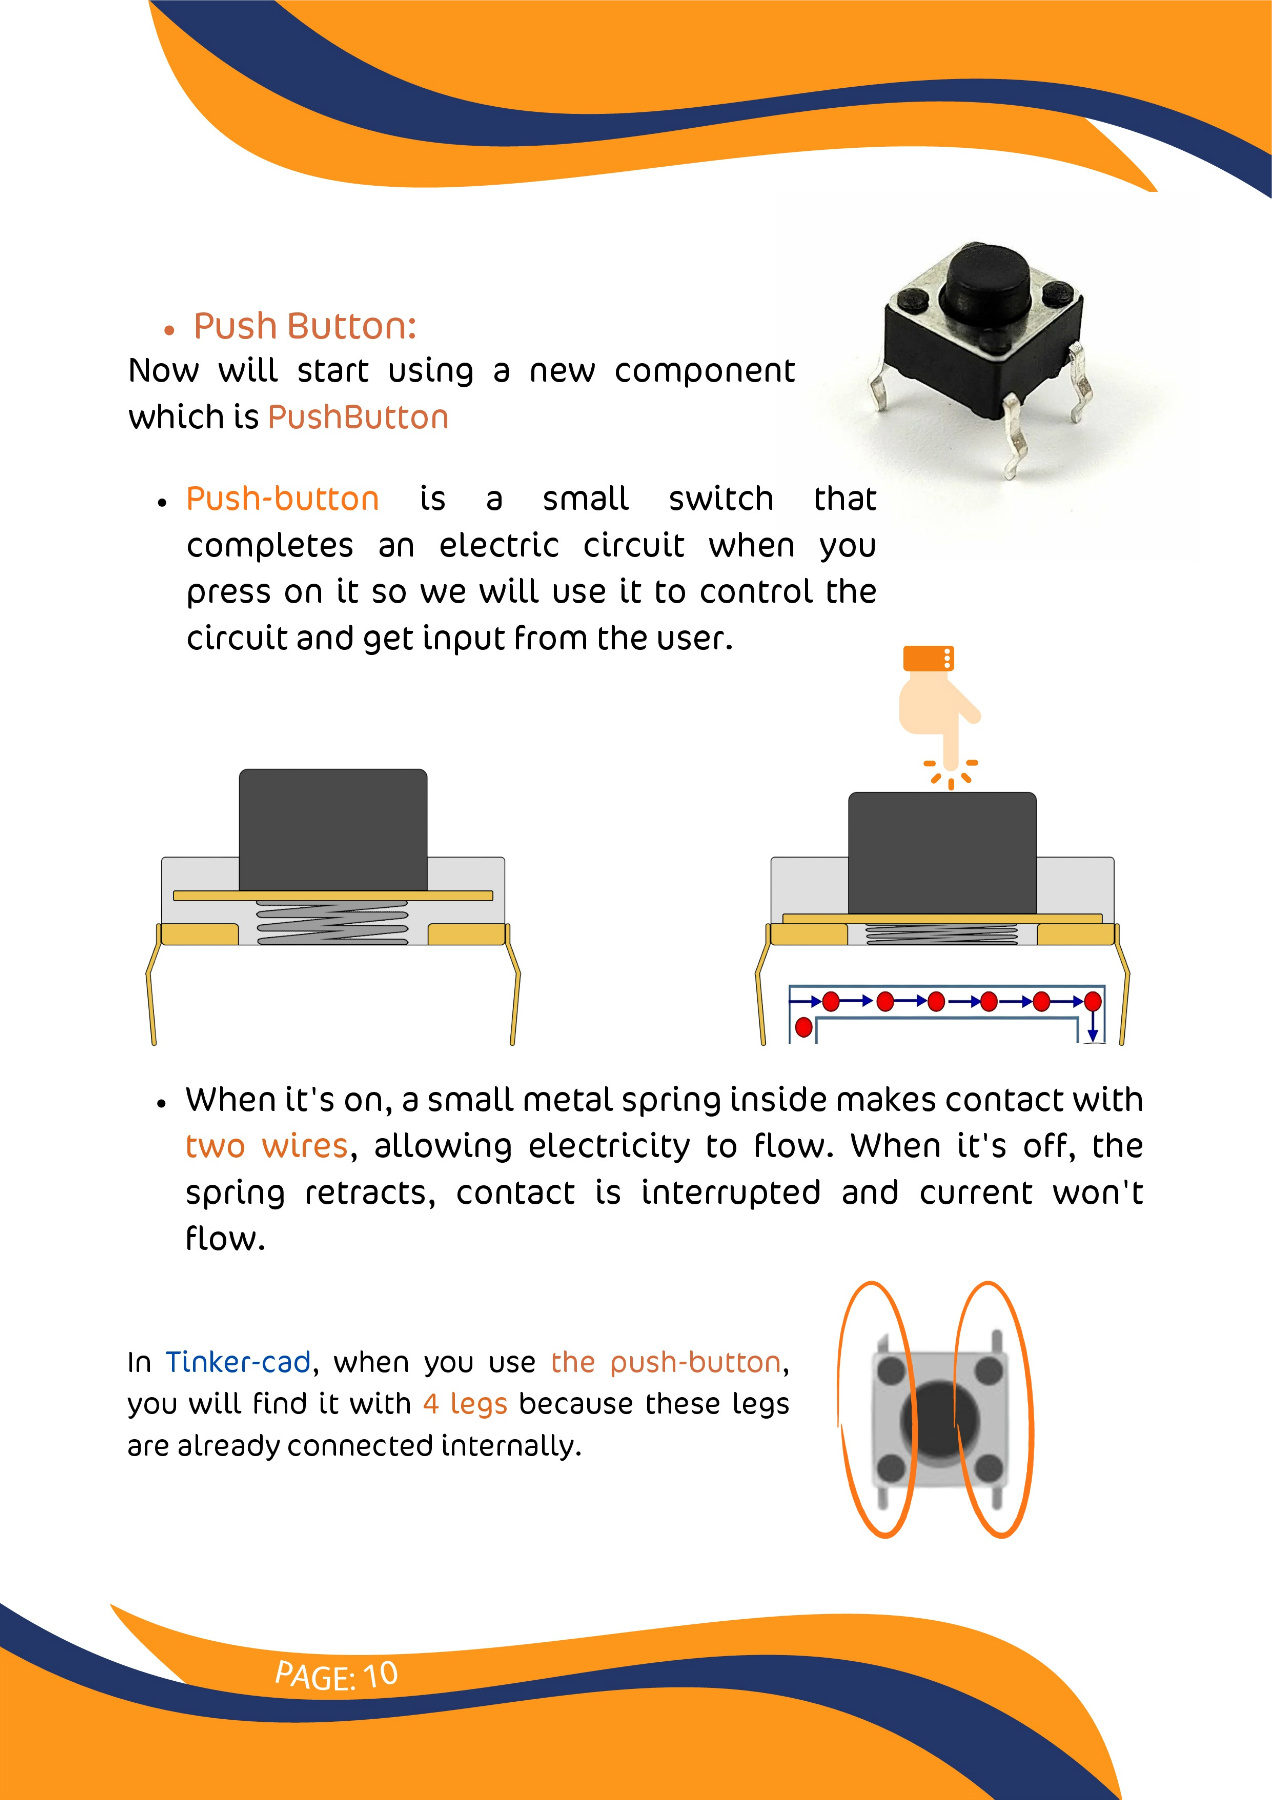 • Push Button:
Now will start using a new component
which is PushButton
• Push-button is a small switch that
completes an electric circuit when you
press on it so we will use it to control the
circuit and get input from the user.
• When it's on, a small metal spring inside makes contact with
two wires, allowing electricity to flow. When it's off, the
spring retracts, contact is interrupted and current won't
flow.
In Tinker-cad, when you use the push-button,
you will find it with 4 legs because these legs
are already connected internally.
PAGE: 10